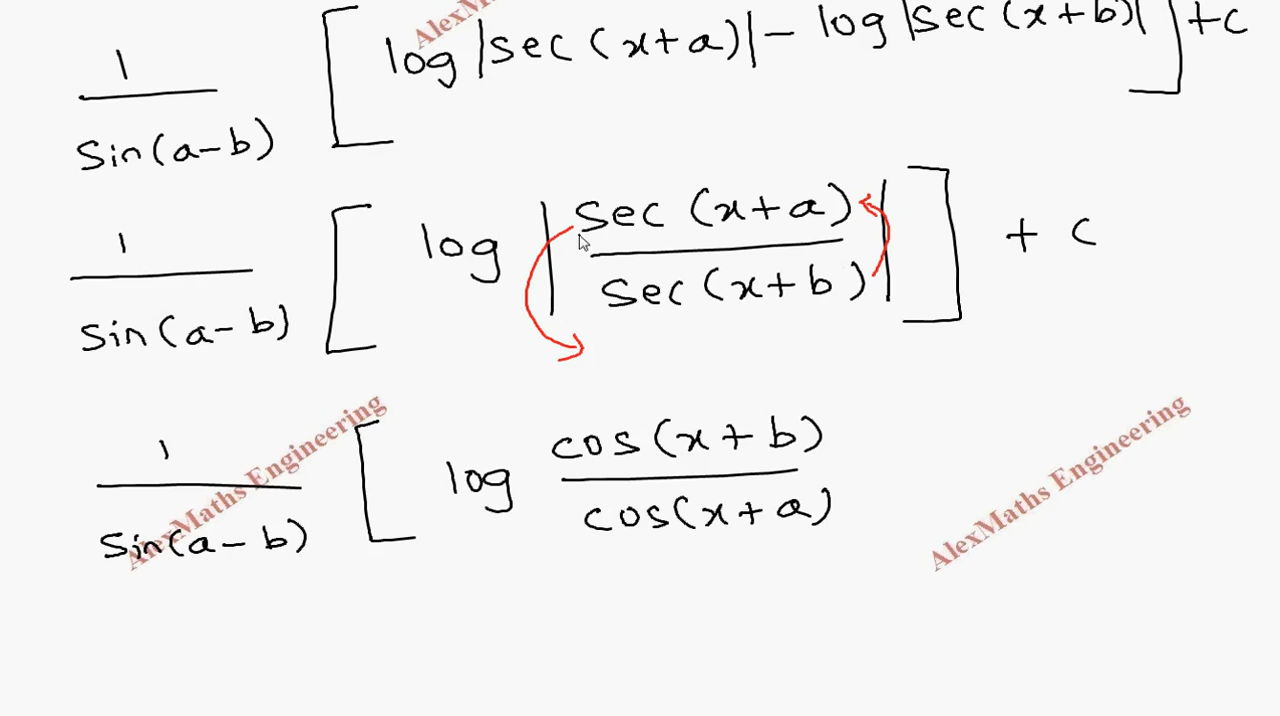 AlexM
1/Sin(a-b) [ log |sec (x+a)| - log |sec (x+b)| ] + c
1/Sin(a-b) [ log | Sec (x+a) / Sec (x+b) | ] + c
1/Sin(a-b) [ log cos(x+b) / cos(x+a)
AlexMaths Engineering
AlexMaths Engineering